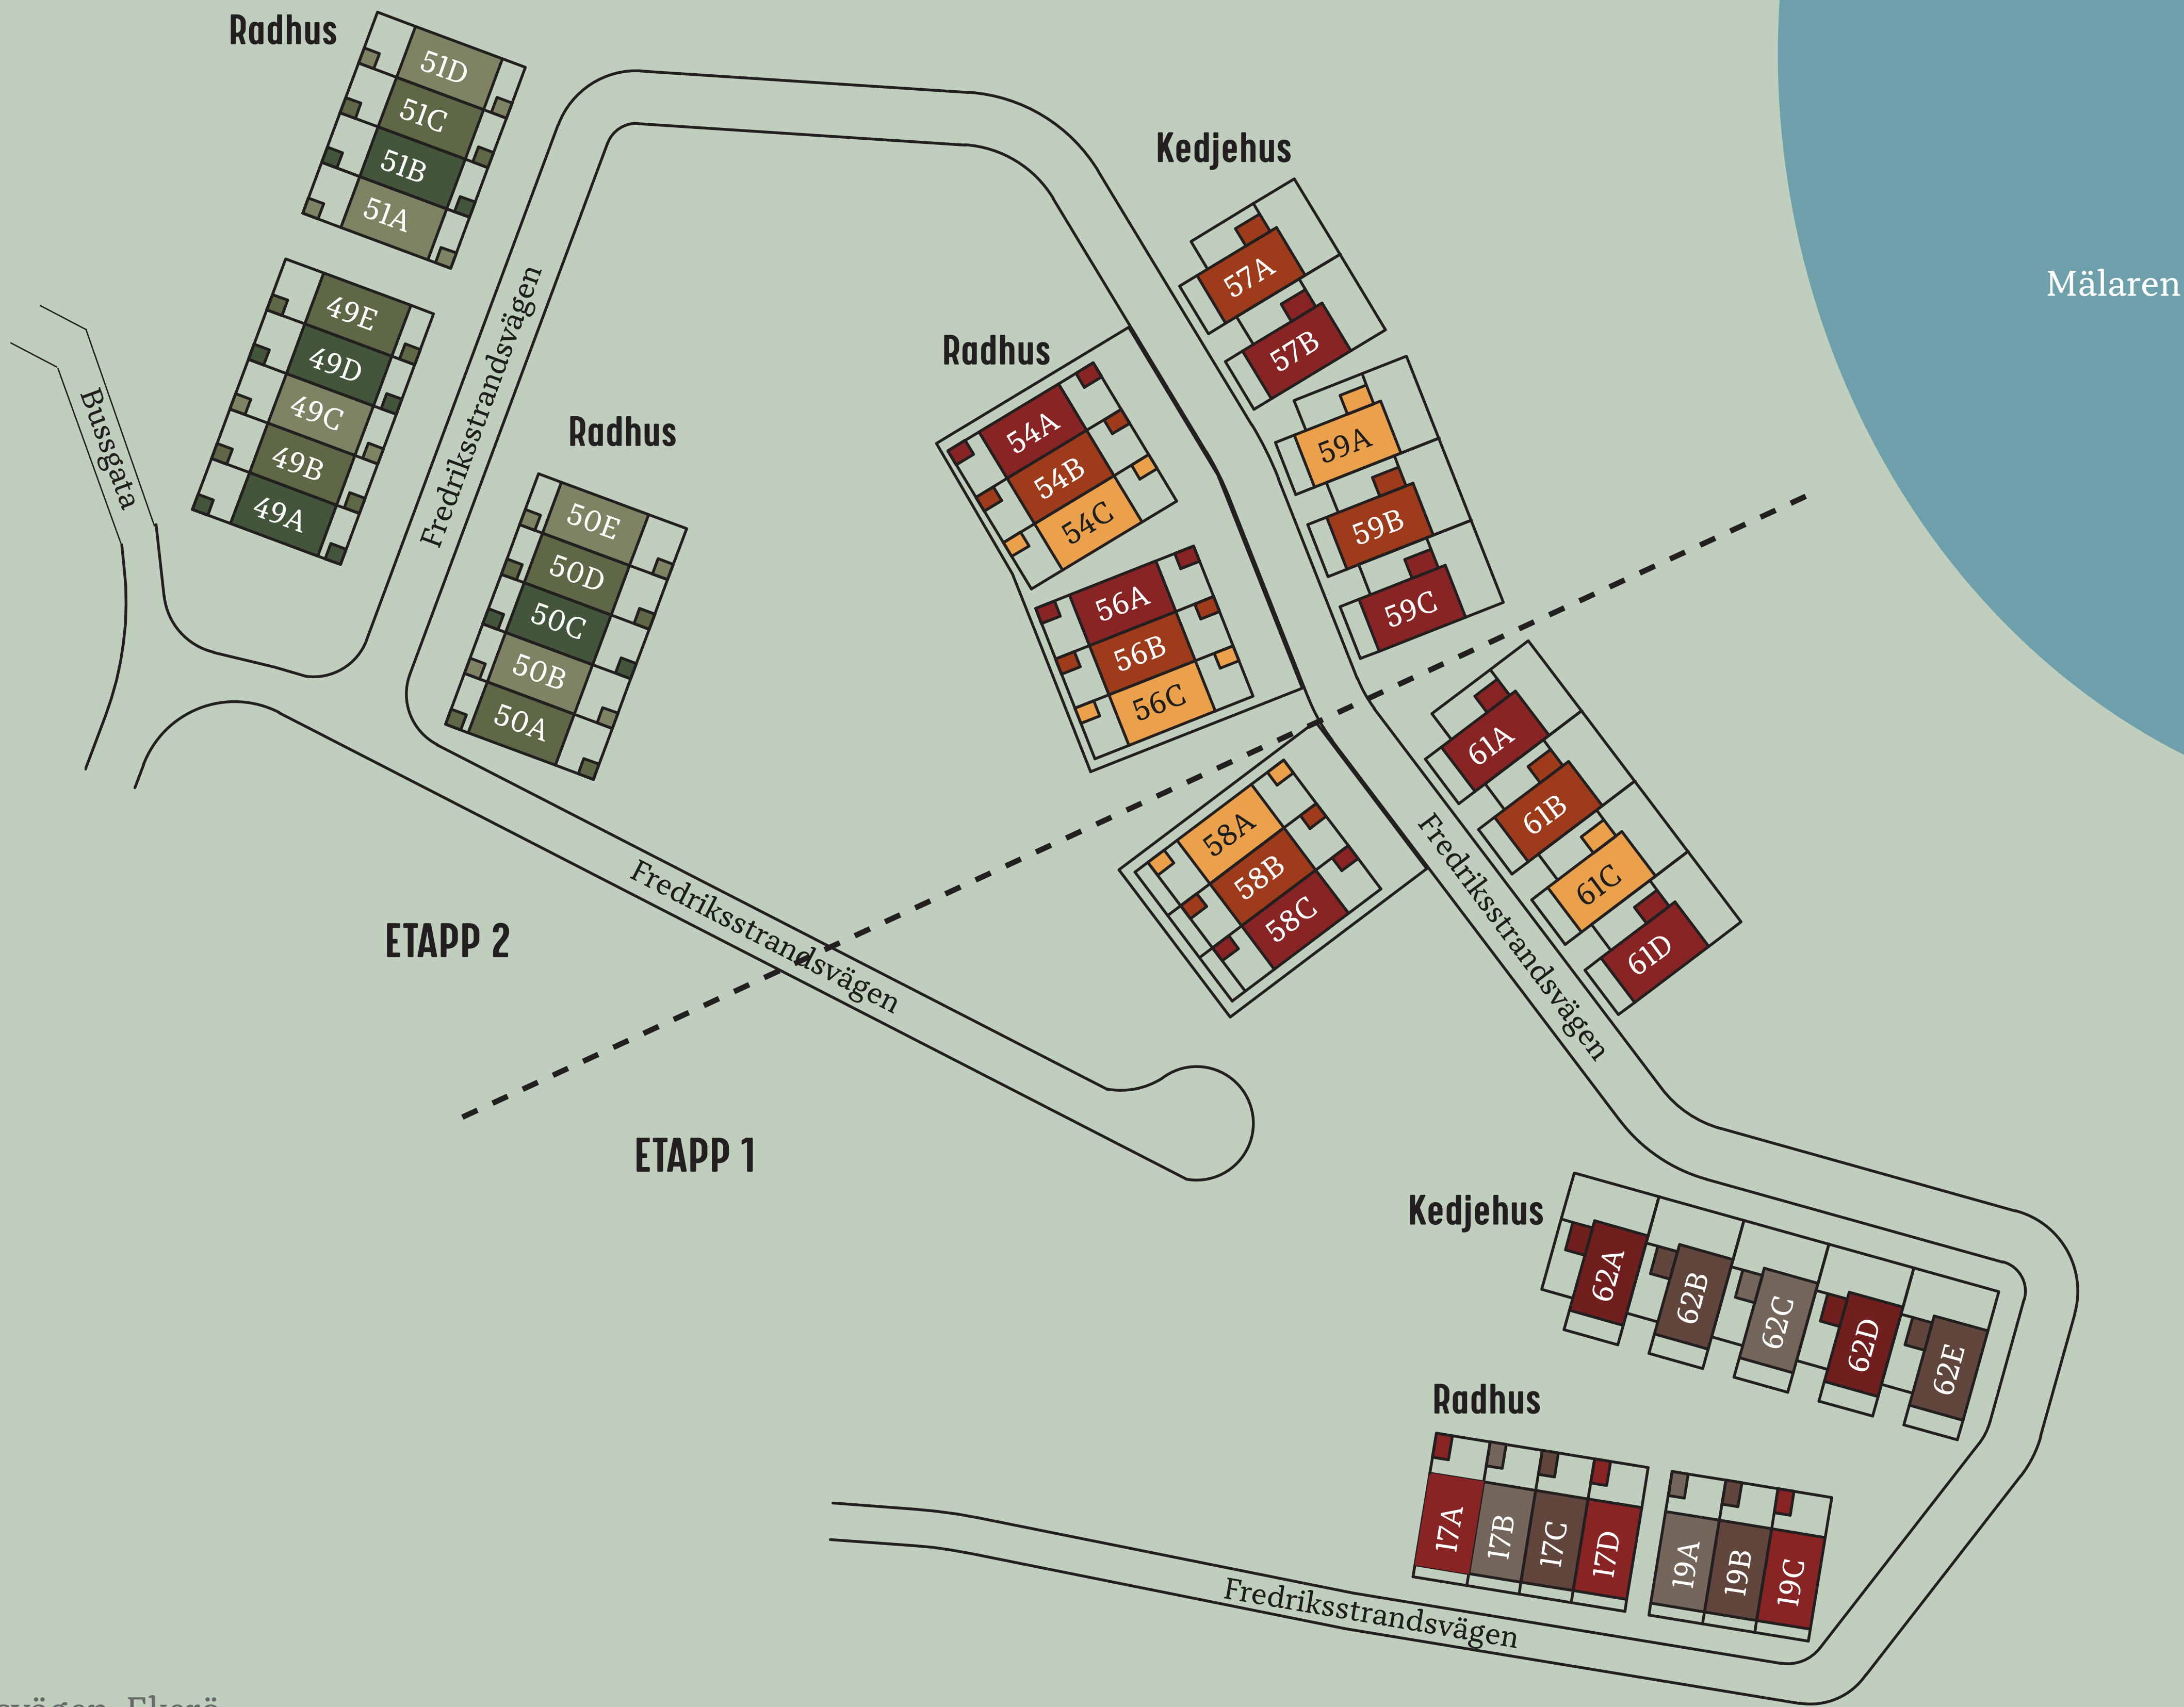 Radhus
51D
51C
51B
51A
49E
49D
49C
49B
49A
Bussgata
Fredriksstrandsvägen
Radhus
50E
50D
50C
50B
50A
Kedjehus
57A
57B
59A
59B
59C
Mälaren
Radhus
54A
54B
54C
56A
56B
56C
58A
58B
58C
61A
61B
61C
61D
Fredriksstrandsvägen
Fredriksstrandsvägen
ETAPP 2
ETAPP 1
Kedjehus
62A
62B
62C
62D
62E
Radhus
17A
17B
17C
17D
19A
19B
19C
Fredriksstrandsvägen